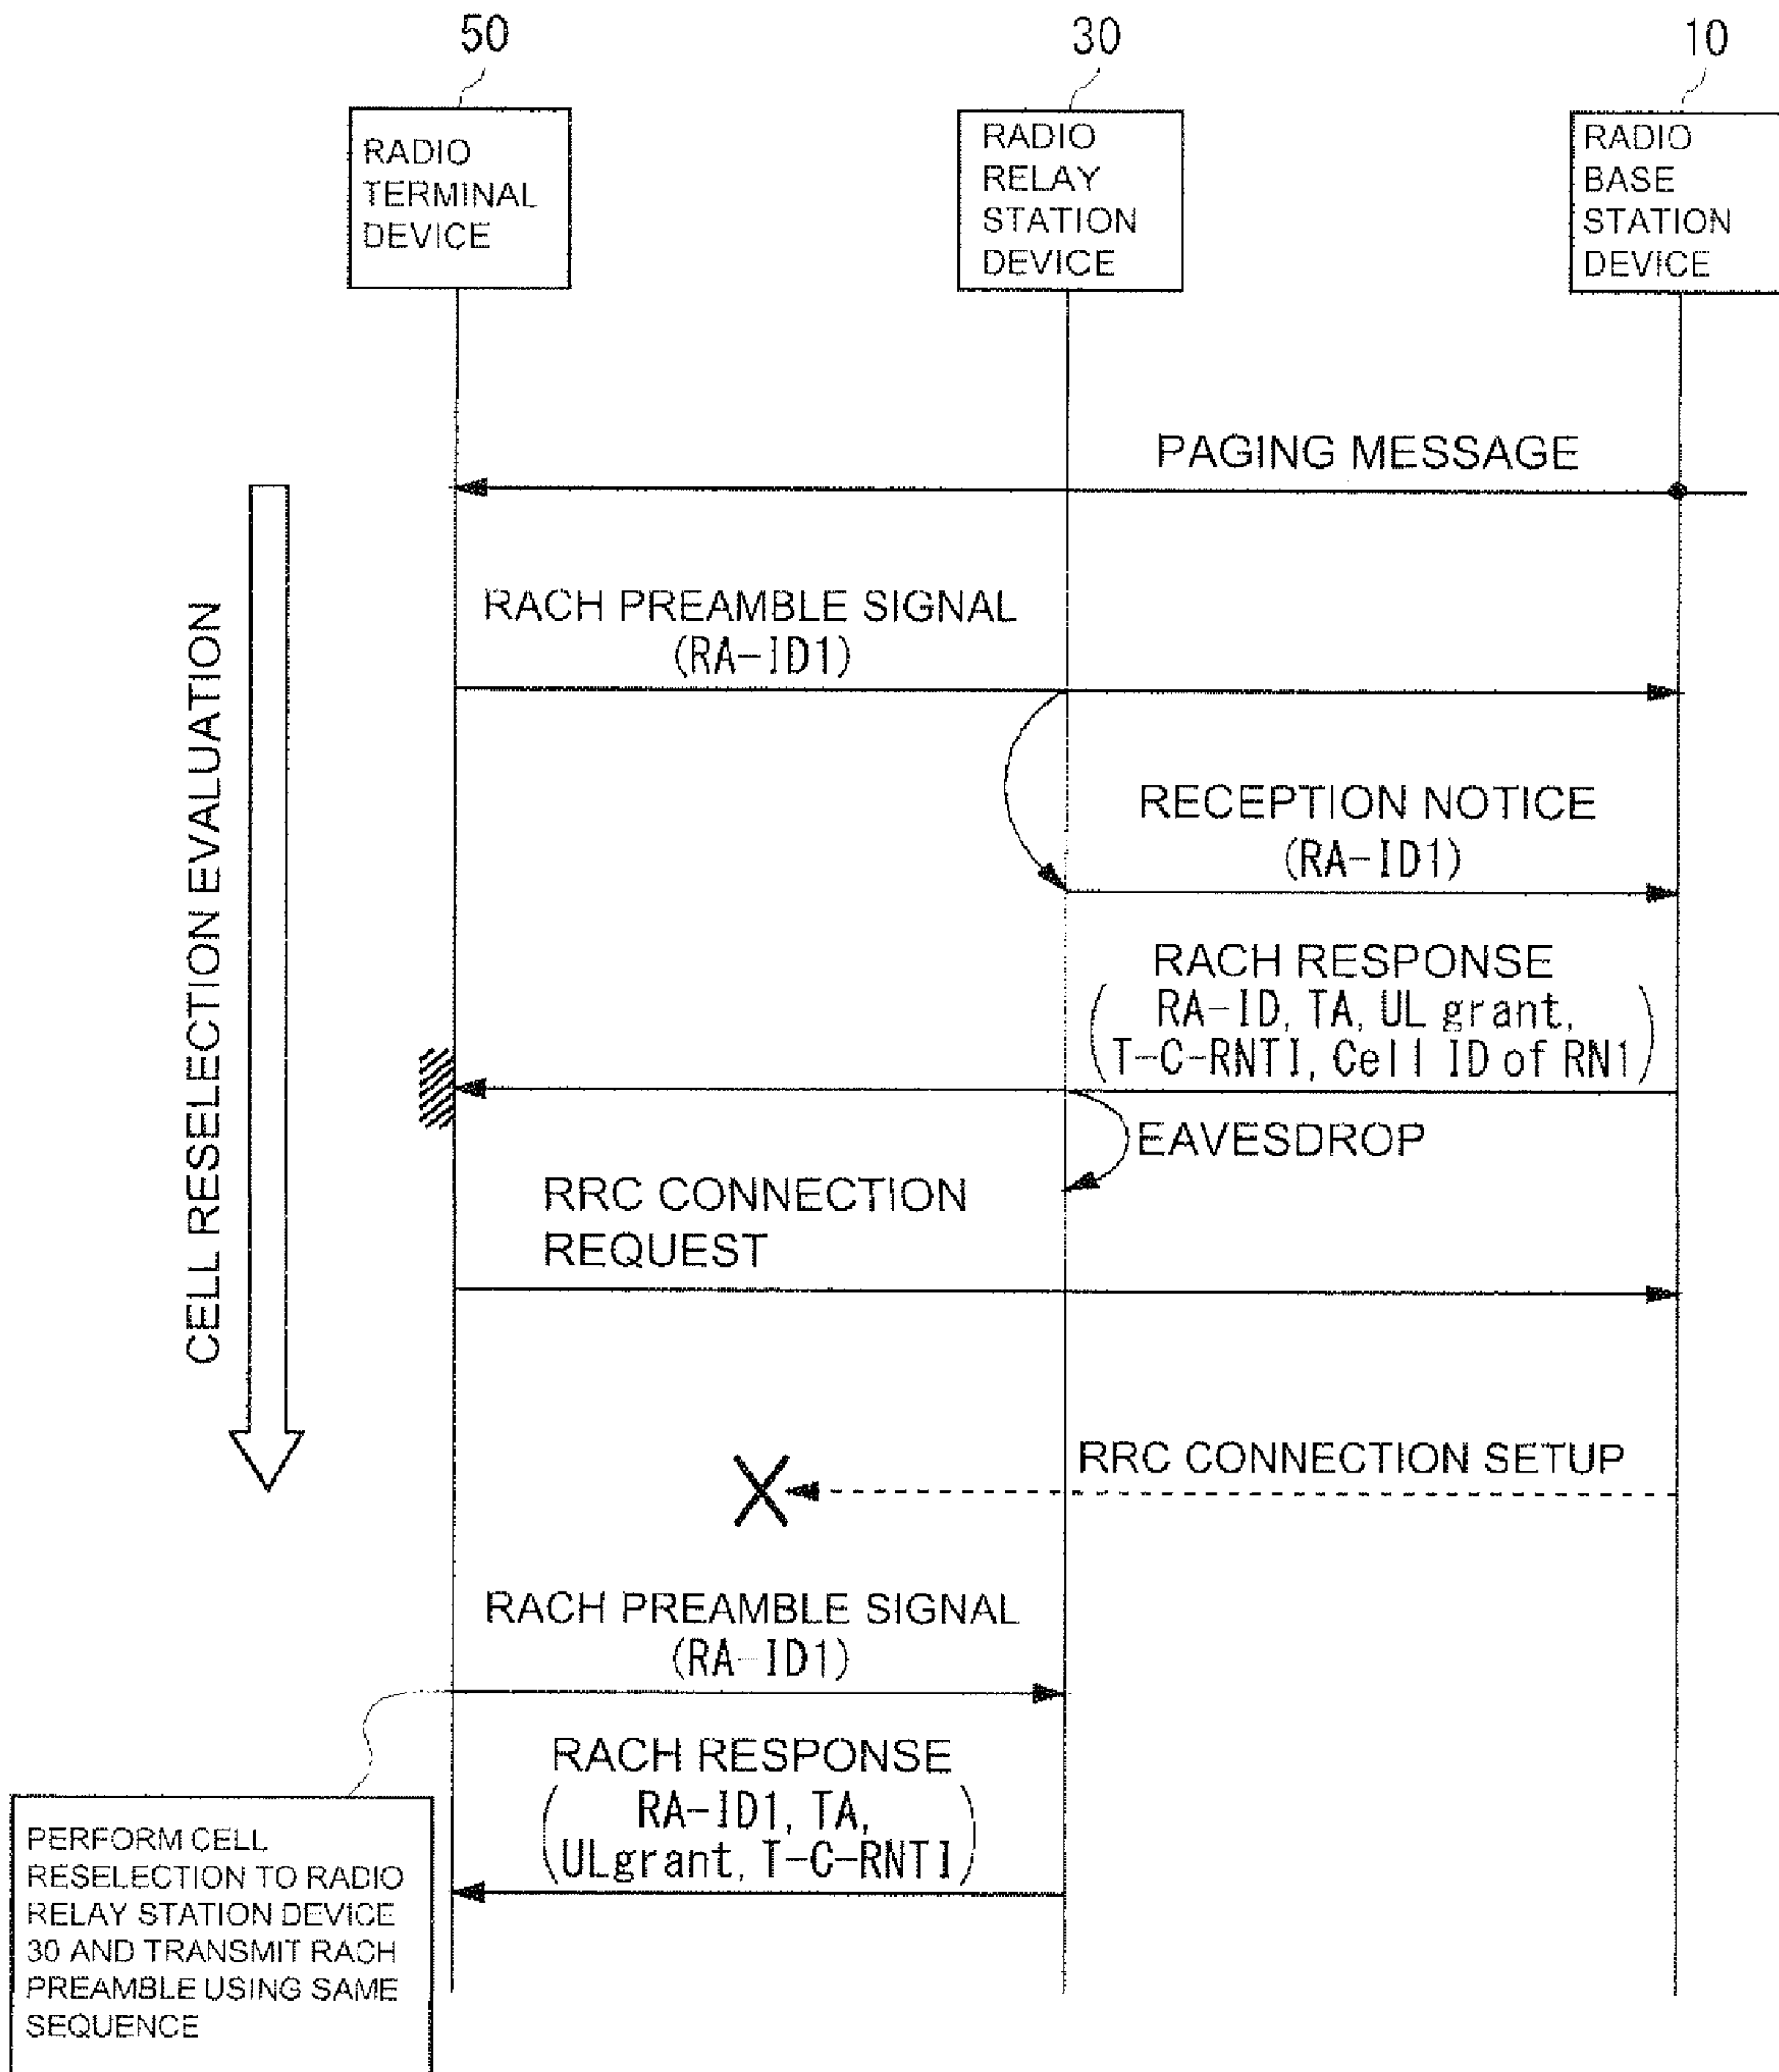 50
30
10
RADIO
TERMINAL
DEVICE
RADIO
RELAY
STATION
DEVICE
RADIO
BASE
STATION
DEVICE
PAGING MESSAGE
CELL RESELECTION EVALUATION
RACH PREAMBLE SIGNAL
(RA-ID1)
RECEPTION NOTICE
(RA-ID1)
RACH RESPONSE
(RA-ID, TA, UL grant,
T-C-RNTI, Cell ID of RN1)
EAVESDROP
RRC CONNECTION
REQUEST
RRC CONNECTION SETUP
RACH PREAMBLE SIGNAL
(RA-ID1)
RACH RESPONSE
(RA-ID1, TA,
ULgrant, T-C-RNTI)
PERFORM CELL
RESELECTION TO RADIO
RELAY STATION DEVICE
30 AND TRANSMIT RACH
PREAMBLE USING SAME
SEQUENCE